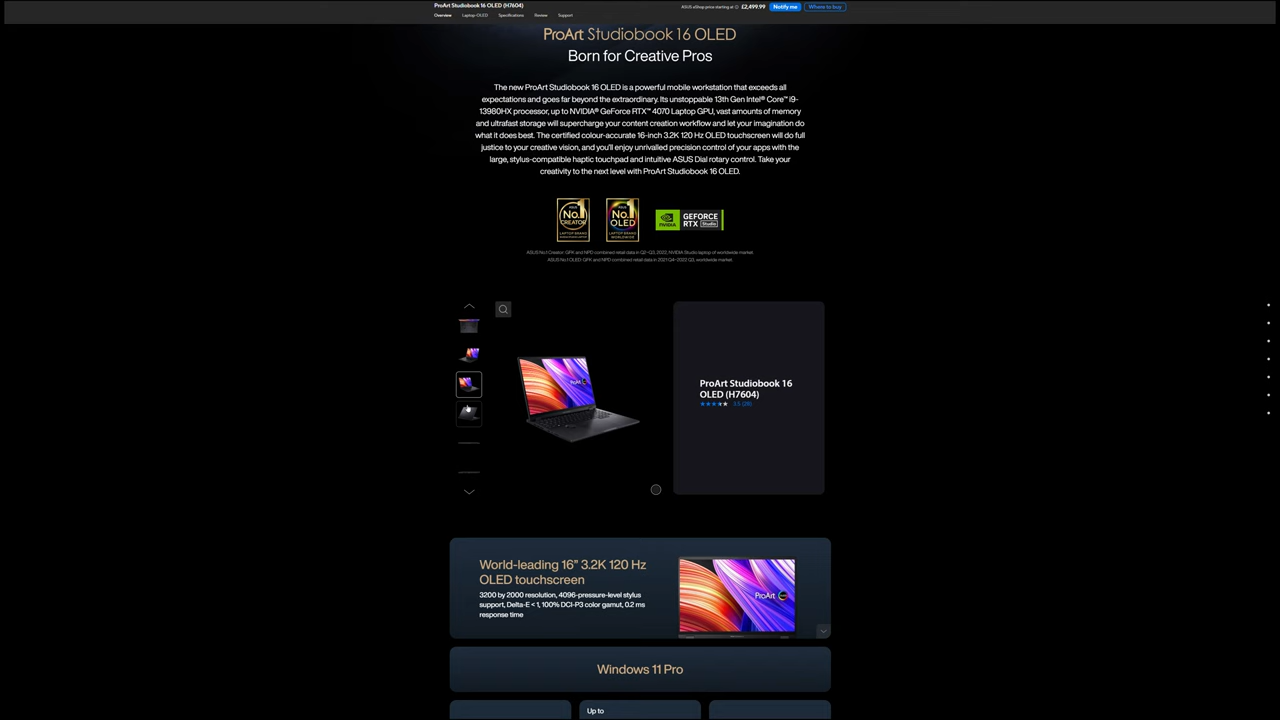 ProArt Studiobook 16 OLED (H7604)
ASUS eShop price starting at £2,499.99
Notify me
Where to buy
Overview
Laptop OLED
Specifications
Review
Support
ProArt Studiobook 16 OLED
Born for Creative Pros
The new ProArt Studiobook 16 OLED is a powerful mobile workstation that exceeds all
expectations and goes far beyond the extraordinary. Its unstoppable 13th Gen Intel® Core™ i9-
13980HX processor, up to NVIDIA® GeForce RTX™ 4070 Laptop GPU, vast amounts of memory
and ultrafast storage will supercharge your content creation workflow and let your imagination do
what it does best. The certified colour-accurate 16-inch 3.2K 120 Hz OLED touchscreen will do full
justice to your creative vision, and you'll enjoy unrivalled precision control of your apps with the
large, stylus-compatible haptic touchpad and intuitive ASUS Dial rotary control. Take your
creativity to the next level with ProArt Studiobook 16 OLED.
ASUS
No.1
CREATOR
LAPTOP BRAND
ASUS
No.1
OLED
LAPTOP BRAND
WORLDWIDE
NVIDIA
GEFORCE
RTX Studio
ASUS No.1 Creator: GFK and NPD combined retail data in Q2~Q3, 2022, NVIDIA Studio laptop of worldwide market
ASUS No.1 OLED: GFK and NPD combined retail data in 2021 Q4~2022 Q3, worldwide market.
ProArt
ProArt Studiobook 16
OLED (H7604)
World-leading 16” 3.2K 120 Hz
OLED touchscreen
3200 by 2000 resolution, 4096-pressure-level stylus
support, Delta-E < 1, 100% DCI-P3 color gamut, 0.2 ms
response time
ProArt
Windows 11 Pro
Up to